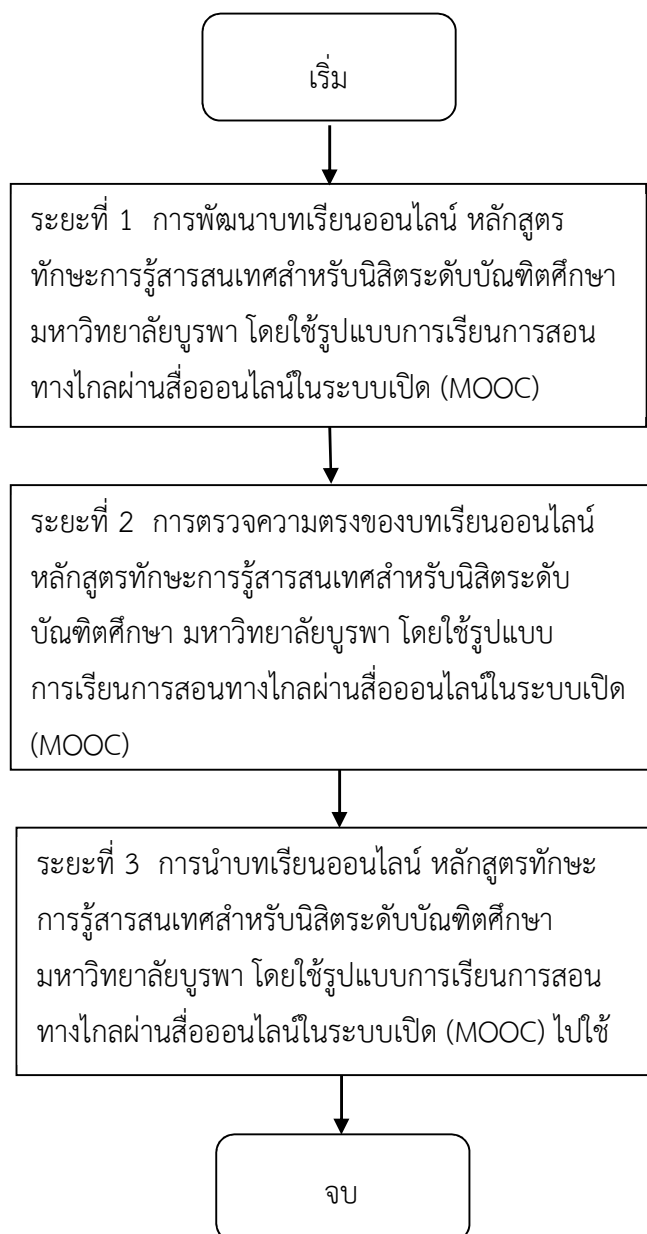 เริ่ม
ระยะที่ 1  การพัฒนาบทเรียนออนไลน์ หลักสูตร
ทักษะการรู้สารสนเทศสำหรับนิสิตระดับบัณฑิตศึกษา
มหาวิทยาลัยบูรพา โดยใช้รูปแบบการเรียนการสอน
ทางไกลผ่านสื่อออนไลน์ในระบบเปิด (MOOC)
ระยะที่ 2  การตรวจความตรงของบทเรียนออนไลน์
หลักสูตรทักษะการรู้สารสนเทศสำหรับนิสิตระดับ
บัณฑิตศึกษา มหาวิทยาลัยบูรพา โดยใช้รูปแบบ
การเรียนการสอนทางไกลผ่านสื่อออนไลน์ในระบบเปิด
(MOOC)
ระยะที่ 3  การนำบทเรียนออนไลน์ หลักสูตรทักษะ
การรู้สารสนเทศสำหรับนิสิตระดับบัณฑิตศึกษา
มหาวิทยาลัยบูรพา โดยใช้รูปแบบการเรียนการสอน
ทางไกลผ่านสื่อออนไลน์ในระบบเปิด (MOOC) ไปใช้
จบ